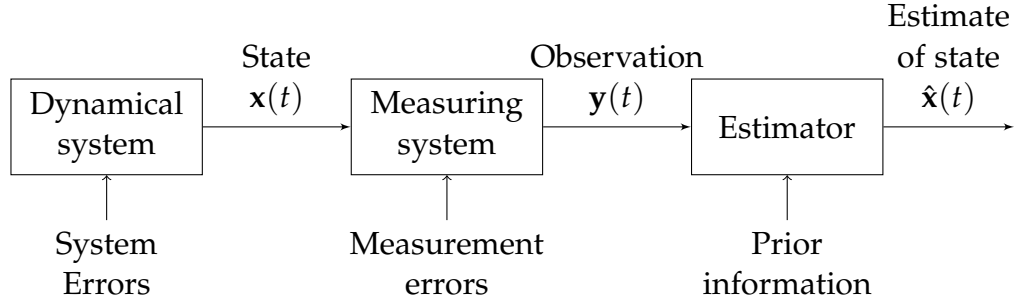 Dynamical
system
State
𝐱(t)
Measuring
system
Observation
𝐲(t)
Estimator
Estimate
of state
𝐱̂(t)
System
Errors
Measurement
errors
Prior
information